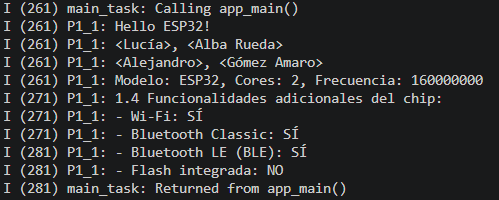 I (261) main_task: Calling app_main()
I (261) P1_1: Hello ESP32!
I (261) P1_1: <Lucía>, <Alba Rueda>
I (261) P1_1: <Alejandro>, <Gómez Amaro>
I (261) P1_1: Modelo: ESP32, Cores: 2, Frecuencia: 160000000
I (271) P1_1: 1.4 Funcionalidades adicionales del chip:
I (271) P1_1: - Wi-Fi: SÍ
I (271) P1_1: - Bluetooth Classic: SÍ
I (281) P1_1: - Bluetooth LE (BLE): SÍ
I (281) P1_1: - Flash integrada: NO
I (281) main_task: Returned from app_main()